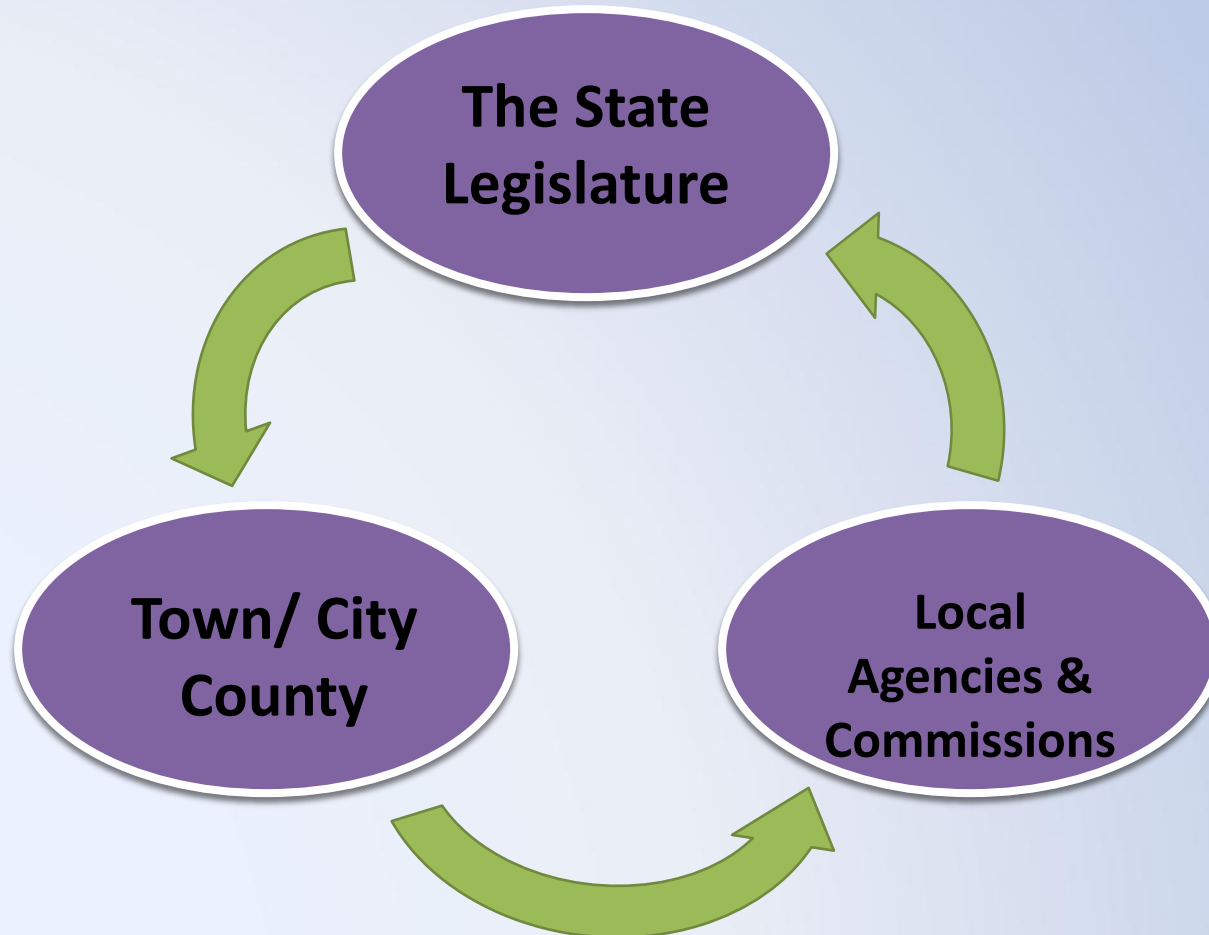 The State
Legislature
Town/ City
County
Local
Agencies &
Commissions